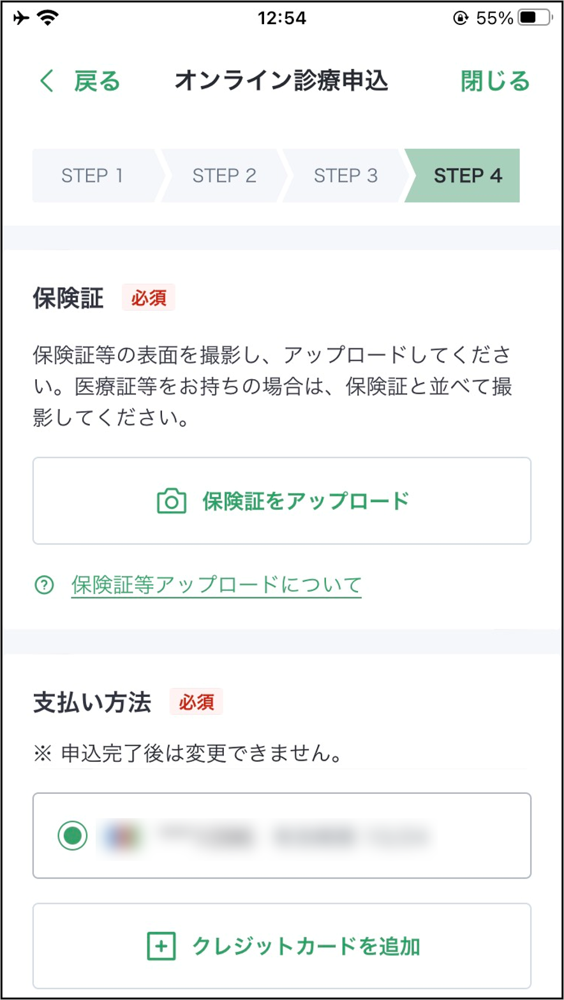 12:54
55%
戻る オンライン診療申込 閉じる
STEP 1 STEP 2 STEP 3 STEP 4
保険証 必須
保険証等の表面を撮影し、アップロードしてくださ
い。医療証等をお持ちの場合は、保険証と並べて撮
影してください。
保険証をアップロード
? 保険証等アップロードについて
支払い方法 必須
※ 申込完了後は変更できません。
クレジットカードを追加